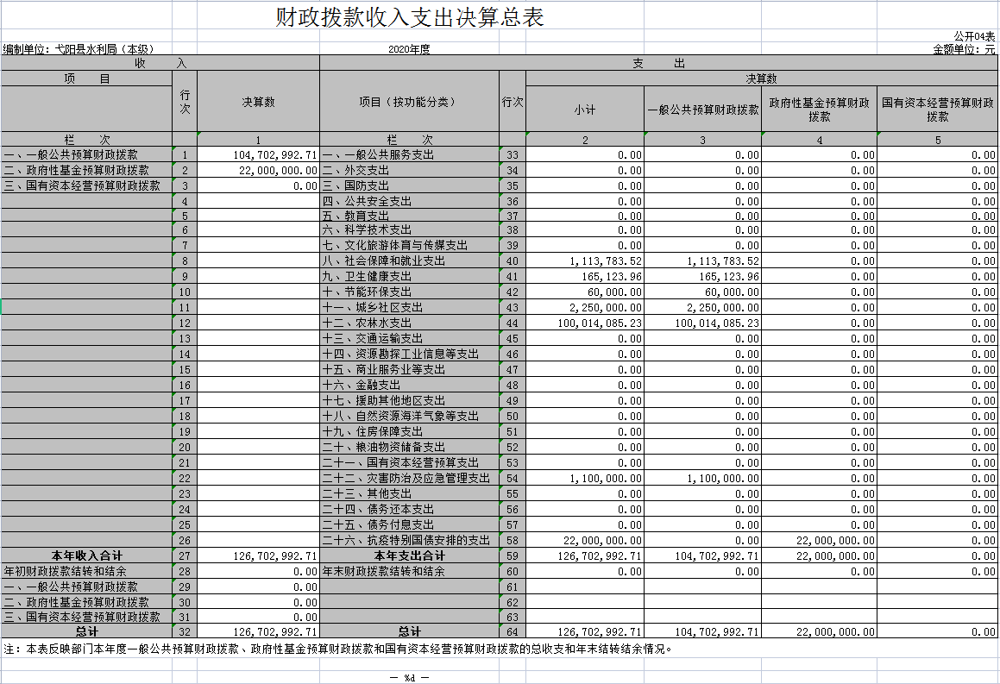 财政拨款收入支出决算总表
公开04表
编制单位：弋阳县水利局（本级） 2020年度 金额单位：元
收 入 支 出
项 目 行次 决算数 项目（按功能分类） 行次 决算数
小计 一般公共预算财政拨款 政府性基金预算财政拨款 国有资本经营预算财政拨款
栏 次 1 栏 次 2 3 4 5
一、一般公共预算财政拨款 1 104,702,992.71 一、一般公共服务支出 33 0.00 0.00 0.00 0.00
二、政府性基金预算财政拨款 2 22,000,000.00 二、外交支出 34 0.00 0.00 0.00 0.00
三、国有资本经营预算财政拨款 3 0.00 三、国防支出 35 0.00 0.00 0.00 0.00
4 四、公共安全支出 36 0.00 0.00 0.00 0.00
5 五、教育支出 37 0.00 0.00 0.00 0.00
6 六、科学技术支出 38 0.00 0.00 0.00 0.00
7 七、文化旅游体育与传媒支出 39 0.00 0.00 0.00 0.00
8 八、社会保障和就业支出 40 1,113,783.52 1,113,783.52 0.00 0.00
9 九、卫生健康支出 41 165,123.96 165,123.96 0.00 0.00
10 十、节能环保支出 42 60,000.00 60,000.00 0.00 0.00
11 十一、城乡社区支出 43 2,250,000.00 2,250,000.00 0.00 0.00
12 十二、农林水支出 44 100,014,085.23 100,014,085.23 0.00 0.00
13 十三、交通运输支出 45 0.00 0.00 0.00 0.00
14 十四、资源勘探工业信息等支出 46 0.00 0.00 0.00 0.00
15 十五、商业服务业等支出 47 0.00 0.00 0.00 0.00
16 十六、金融支出 48 0.00 0.00 0.00 0.00
17 十七、援助其他地区支出 49 0.00 0.00 0.00 0.00
18 十八、自然资源海洋气象等支出 50 0.00 0.00 0.00 0.00
19 十九、住房保障支出 51 0.00 0.00 0.00 0.00
20 二十、粮油物资储备支出 52 0.00 0.00 0.00 0.00
21 二十一、国有资本经营预算支出 53 0.00 0.00 0.00 0.00
22 二十二、灾害防治及应急管理支出 54 1,100,000.00 1,100,000.00 0.00 0.00
23 二十三、其他支出 55 0.00 0.00 0.00 0.00
24 二十四、债务还本支出 56 0.00 0.00 0.00 0.00
25 二十五、债务付息支出 57 0.00 0.00 0.00 0.00
26 二十六、抗疫特别国债安排的支出 58 22,000,000.00 0.00 22,000,000.00 0.00
本年收入合计 27 126,702,992.71 本年支出合计 59 126,702,992.71 104,702,992.71 22,000,000.00 0.00
年初财政拨款结转和结余 28 0.00 年末财政拨款结转和结余 60 0.00 0.00 0.00 0.00
一、一般公共预算财政拨款 29 0.00 61
二、政府性基金预算财政拨款 30 0.00 62
三、国有资本经营预算财政拨款 31 0.00 63
总计 32 126,702,992.71 总计 64 126,702,992.71 104,702,992.71 22,000,000.00 0.00
注：本表反映部门本年度一般公共预算财政拨款、政府性基金预算财政拨款和国有资本经营预算财政拨款的总收支和年末结转结余情况。
— %d —